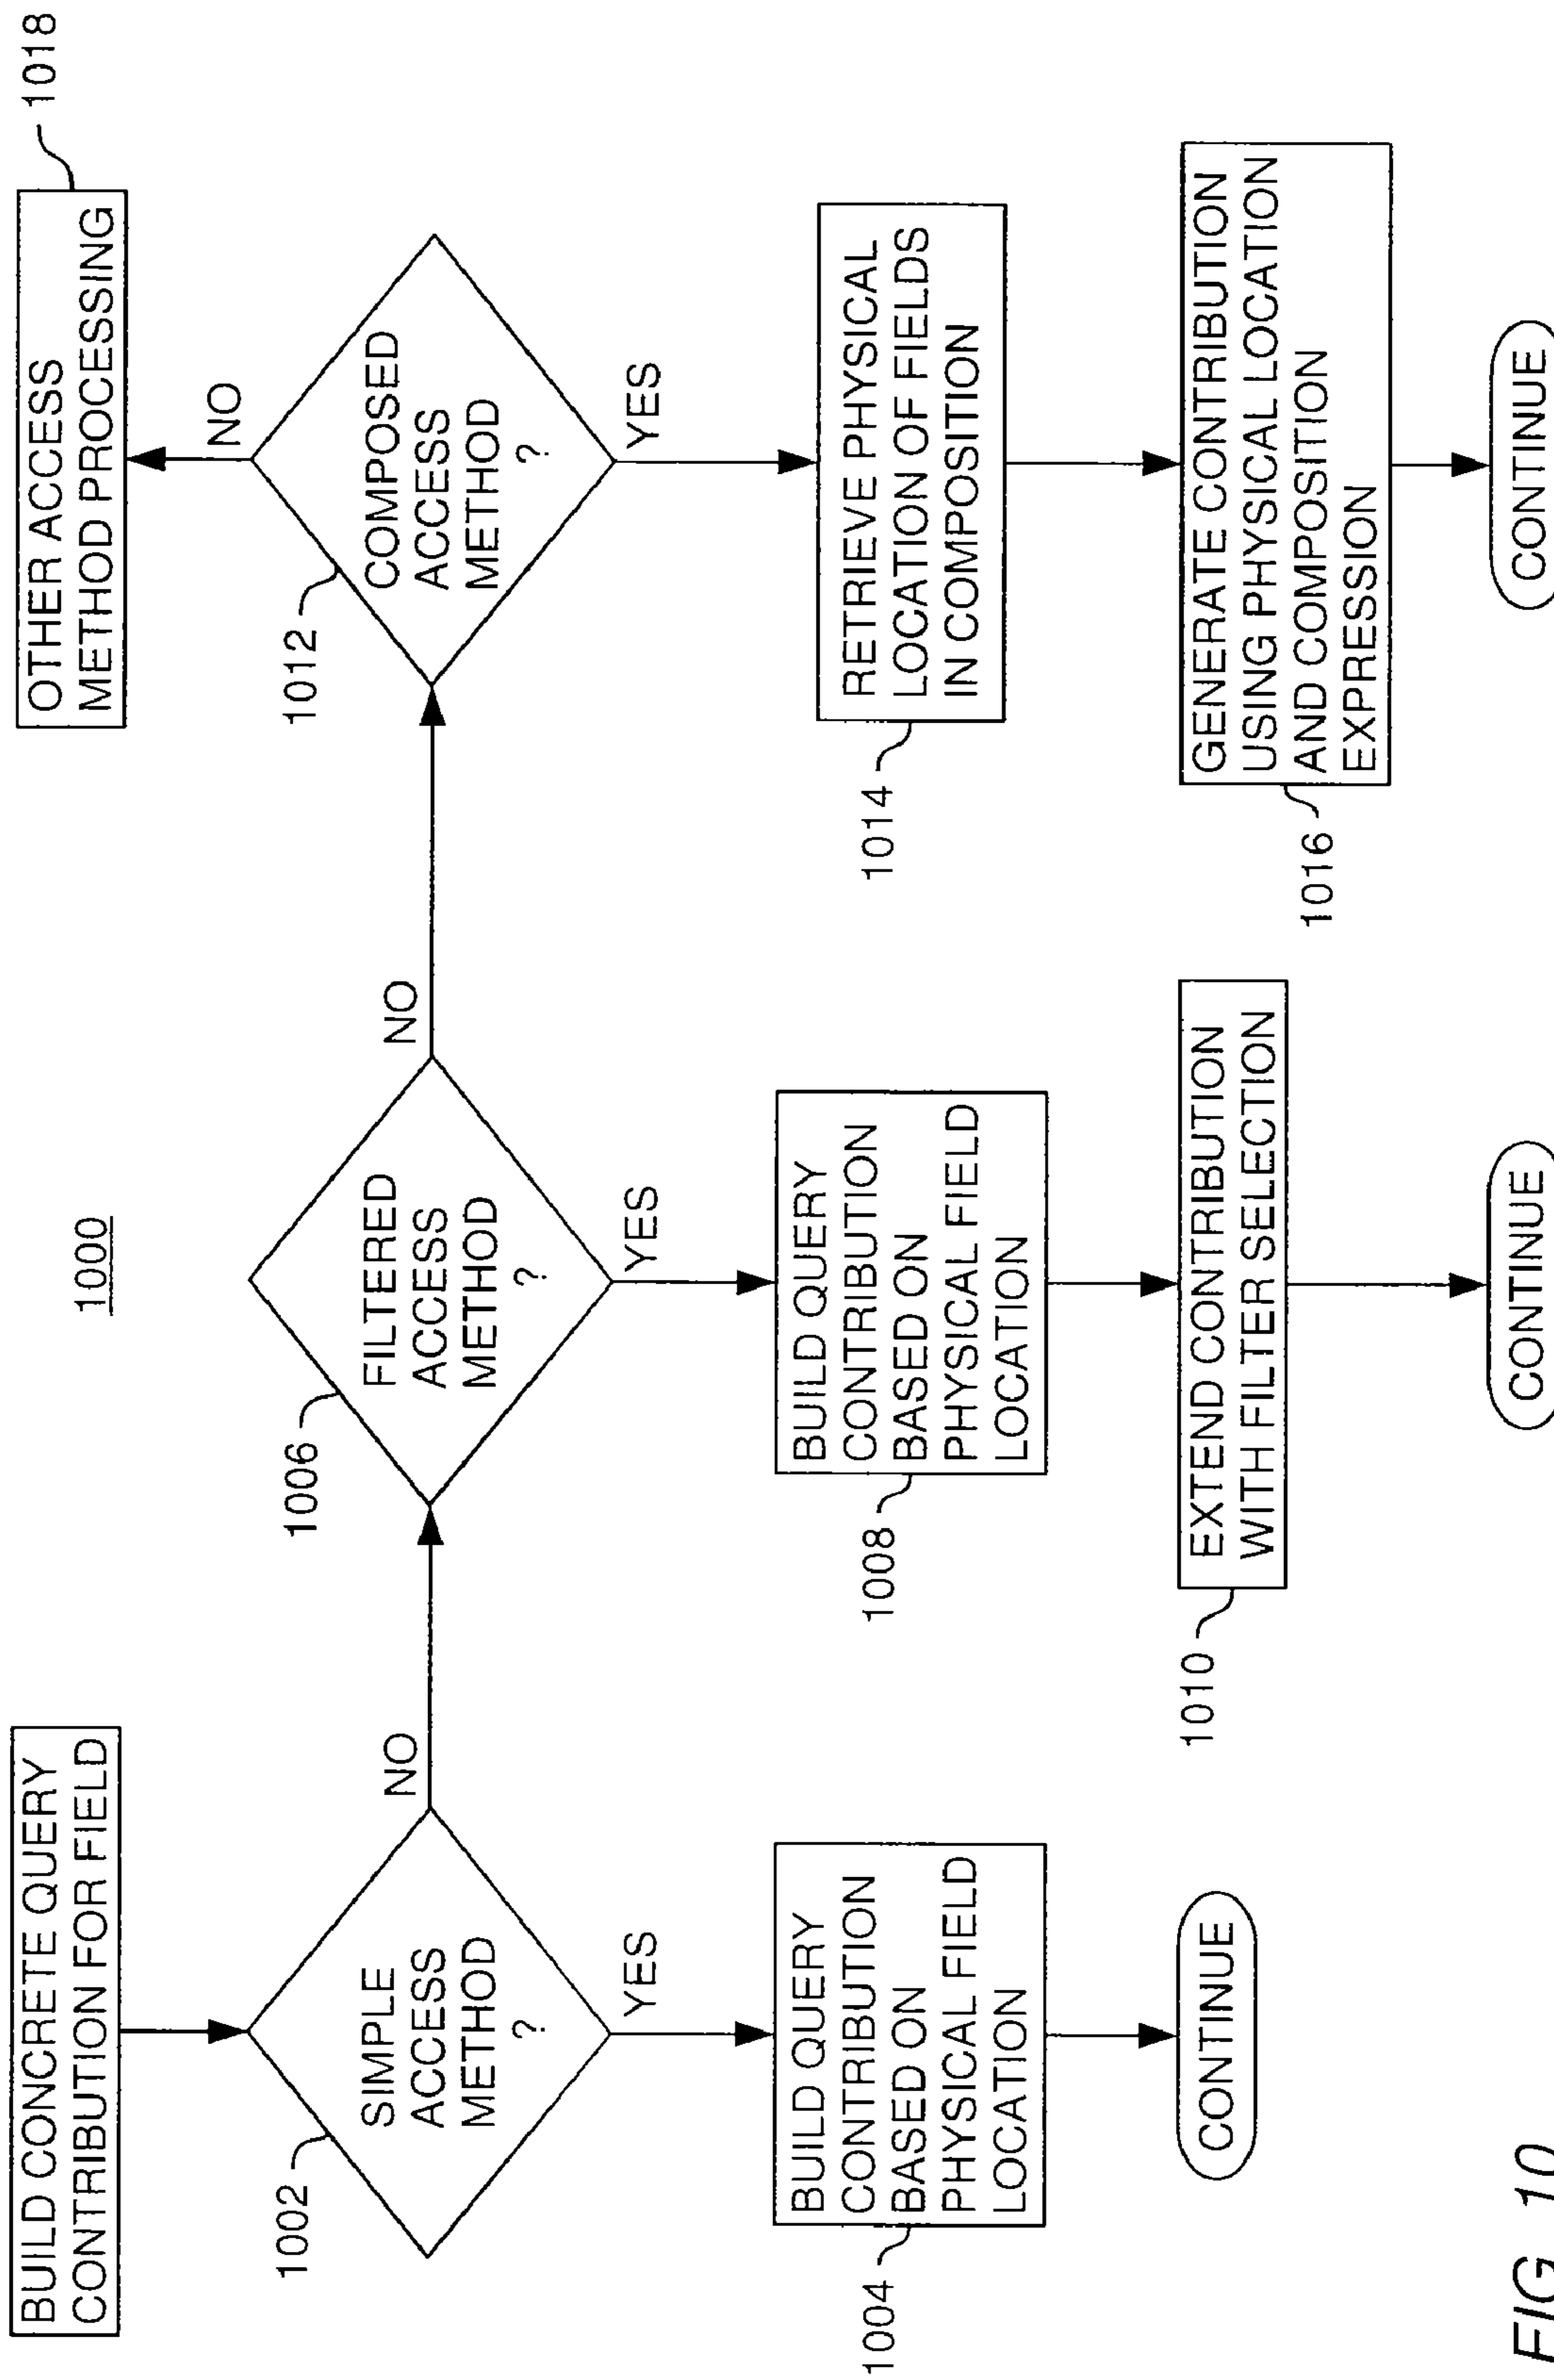 1000
BUILD CONCRETE QUERY
CONTRIBUTION FOR FIELD
1002
SIMPLE
ACCESS
METHOD
?
NO
YES
1004
BUILD QUERY
CONTRIBUTION
BASED ON
PHYSICAL FIELD
LOCATION
CONTINUE
1006
FILTERED
ACCESS
METHOD
?
NO
YES
1008
BUILD QUERY
CONTRIBUTION
BASED ON
PHYSICAL FIELD
LOCATION
1010
EXTEND CONTRIBUTION
WITH FILTER SELECTION
CONTINUE
1012
COMPOSED
ACCESS
METHOD
?
NO
YES
OTHER ACCESS
METHOD PROCESSING
1018
1014
RETRIEVE PHYSICAL
LOCATION OF FIELDS
IN COMPOSITION
1016
GENERATE CONTRIBUTION
USING PHYSICAL LOCATION
AND COMPOSITION
EXPRESSION
CONTINUE
FIG. 10